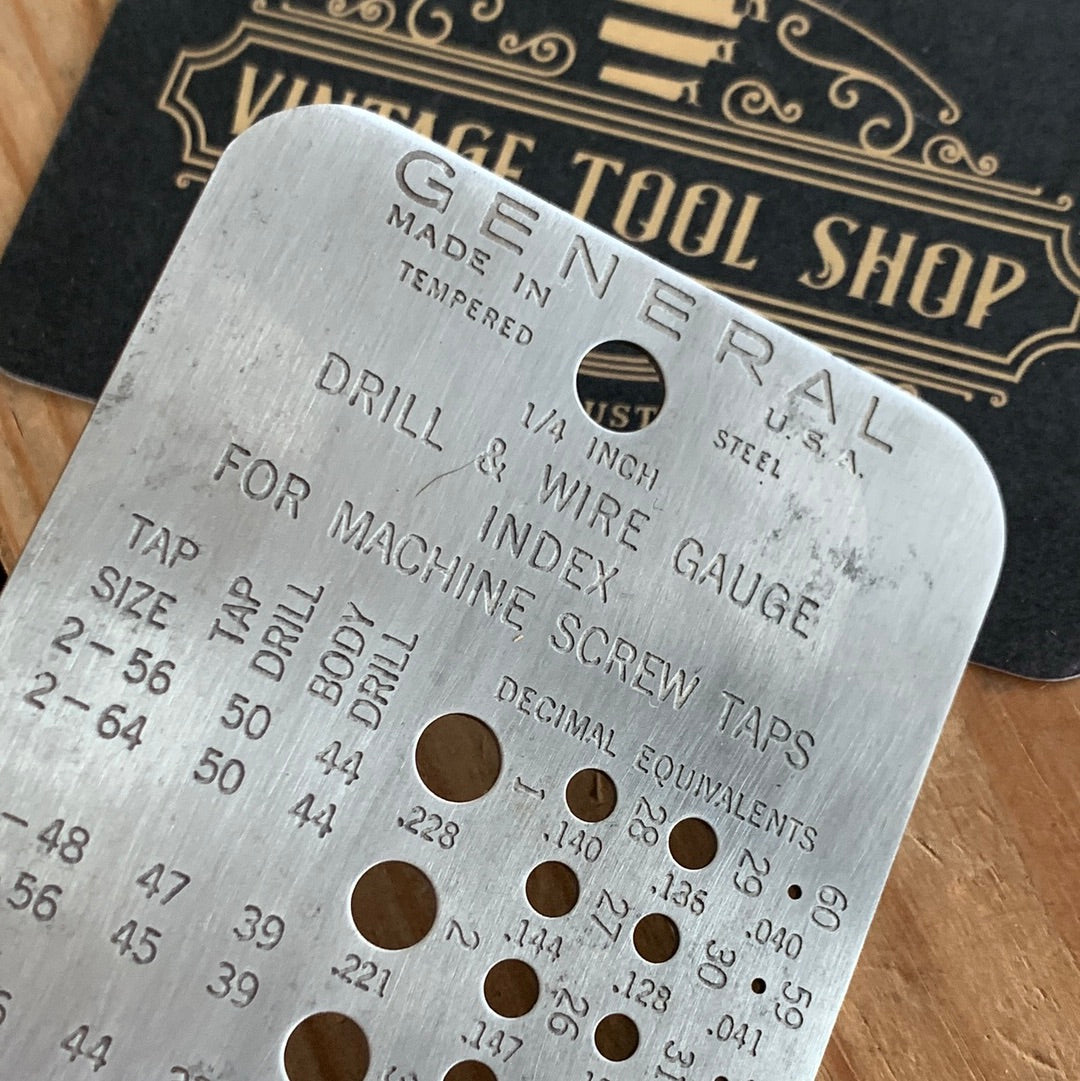 VINTAGE TOOL SHOP
UST
GENERAL
MADE IN U.S.A.
TEMPERED STEEL
1/4 INCH
DRILL & WIRE GAUGE
INDEX
FOR MACHINE SCREW TAPS
TAP SIZE TAP DRILL BODY DRILL
DECIMAL EQUIVALENTS
2-56 50 44
2-64 50 44
-48 47 39
56 45 39
44
1 28 29 60
.228 .140 .136 .040
2 27 30 59
.221 .144 .128 .041
26 31
.147